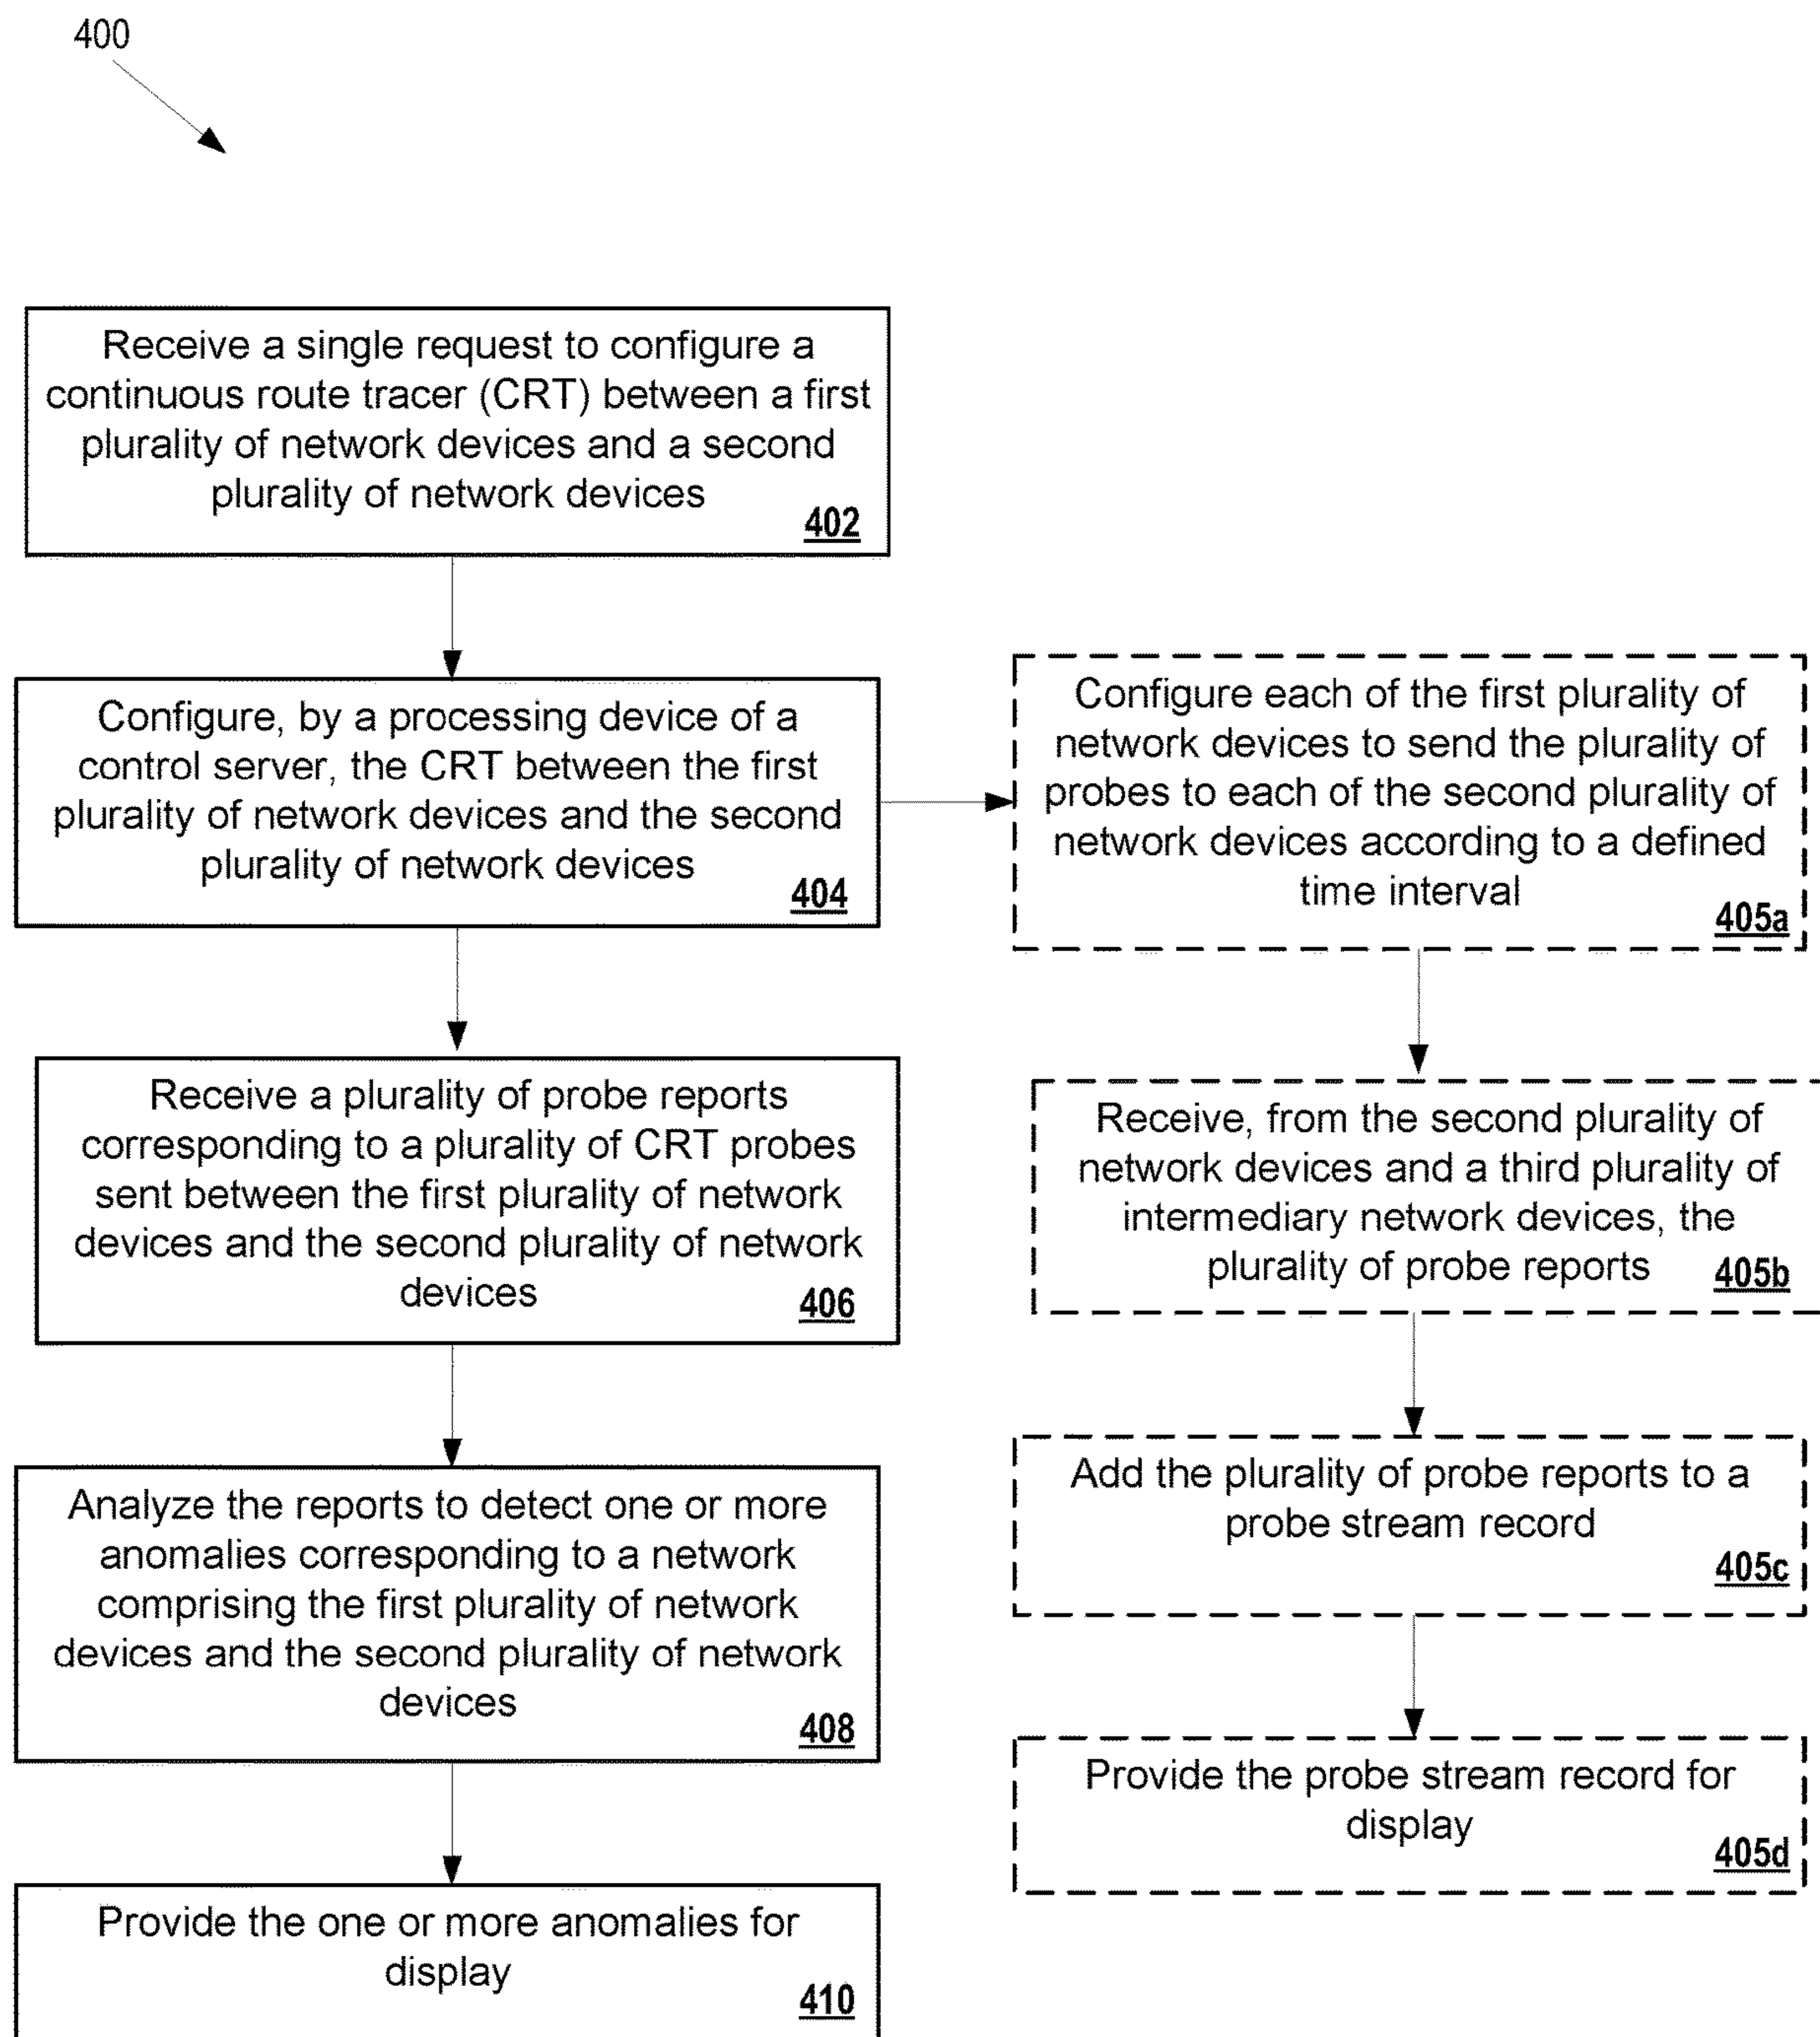 400
Receive a single request to configure a
continuous route tracer (CRT) between a first
plurality of network devices and a second
plurality of network devices
402
Configure, by a processing device of a
control server, the CRT between the first
plurality of network devices and the second
plurality of network devices
404
Configure each of the first plurality of
network devices to send the plurality of
probes to each of the second plurality of
network devices according to a defined
time interval
405a
Receive a plurality of probe reports
corresponding to a plurality of CRT probes
sent between the first plurality of network
devices and the second plurality of network
devices
406
Receive, from the second plurality of
network devices and a third plurality of
intermediary network devices, the
plurality of probe reports
405b
Analyze the reports to detect one or more
anomalies corresponding to a network
comprising the first plurality of network
devices and the second plurality of network
devices
408
Add the plurality of probe reports to a
probe stream record
405c
Provide the probe stream record for
display
405d
Provide the one or more anomalies for
display
410